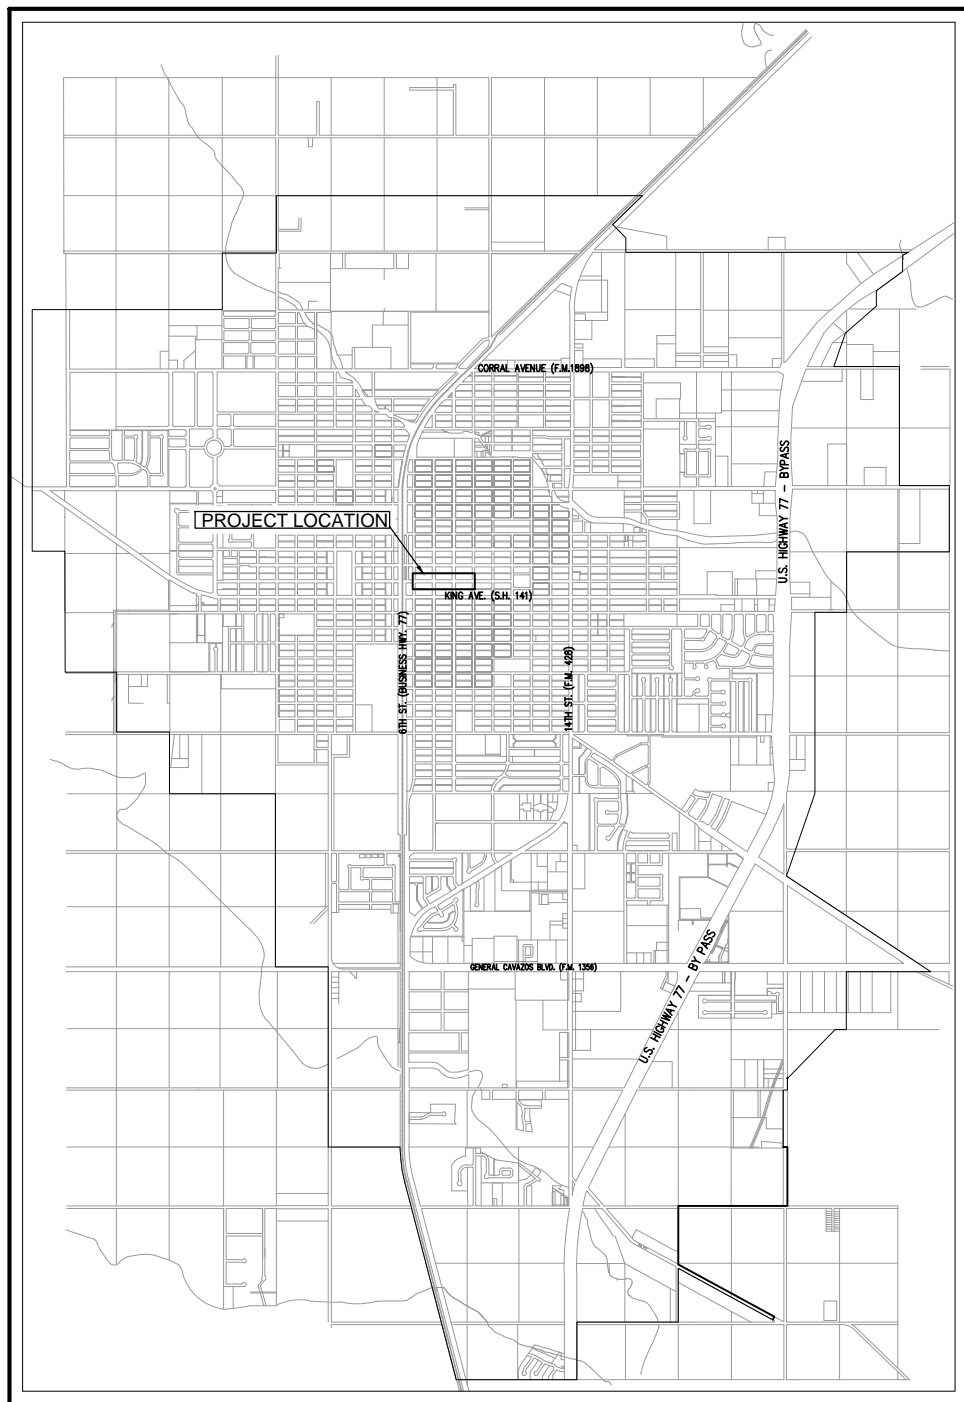 CORRAL AVENUE (F.M.1898)
U.S. HIGHWAY 77 - BYPASS
PROJECT LOCATION
KING AVE. (S.H. 141)
6TH ST. (BUSINESS HWY. 77)
14TH ST. (F.M. 428)
GENERAL CAVAZOS BLVD. (F.M. 1356)
U.S. HIGHWAY 77 - BY PASS